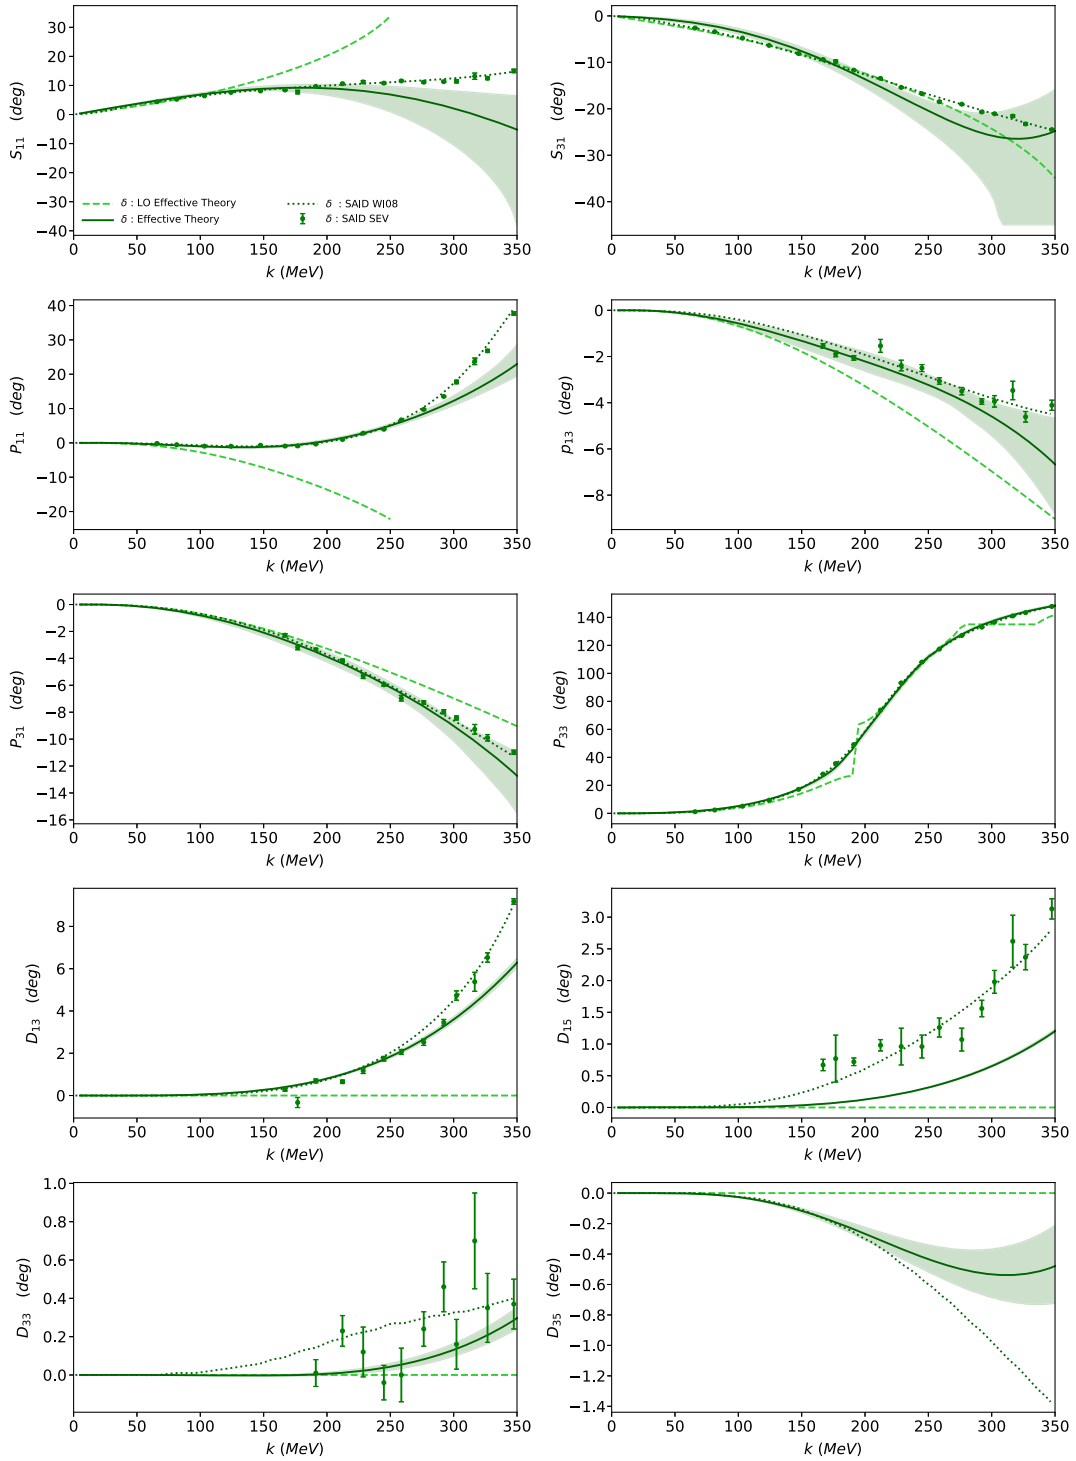 S11 (deg)
30
20
10
0
−10
−20
−30
−40
δ : LO Effective Theory
δ : Effective Theory
δ : SAID WI08
δ : SAID SEV
0 50 100 150 200 250 300 350
k (MeV)
S31 (deg)
0
−10
−20
−30
−40
0 50 100 150 200 250 300 350
k (MeV)
P11 (deg)
40
30
20
10
0
−10
−20
0 50 100 150 200 250 300 350
k (MeV)
p13 (deg)
0
−2
−4
−6
−8
0 50 100 150 200 250 300 350
k (MeV)
P31 (deg)
0
−2
−4
−6
−8
−10
−12
−14
−16
0 50 100 150 200 250 300 350
k (MeV)
P33 (deg)
140
120
100
80
60
40
20
0
0 50 100 150 200 250 300 350
k (MeV)
D13 (deg)
8
6
4
2
0
0 50 100 150 200 250 300 350
k (MeV)
D15 (deg)
3.0
2.5
2.0
1.5
1.0
0.5
0.0
0 50 100 150 200 250 300 350
k (MeV)
D33 (deg)
1.0
0.8
0.6
0.4
0.2
0.0
0 50 100 150 200 250 300 350
k (MeV)
D35 (deg)
0.0
−0.2
−0.4
−0.6
−0.8
−1.0
−1.2
−1.4
0 50 100 150 200 250 300 350
k (MeV)